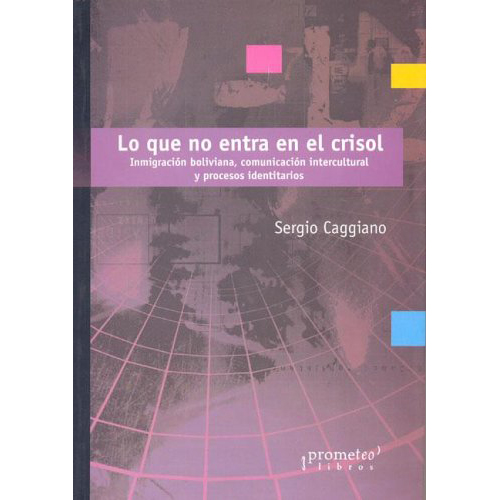 Lo que no entra en el crisol
Inmigración boliviana, comunicación intercultural
y procesos identitarios
Sergio Caggiano
prometeo
libros